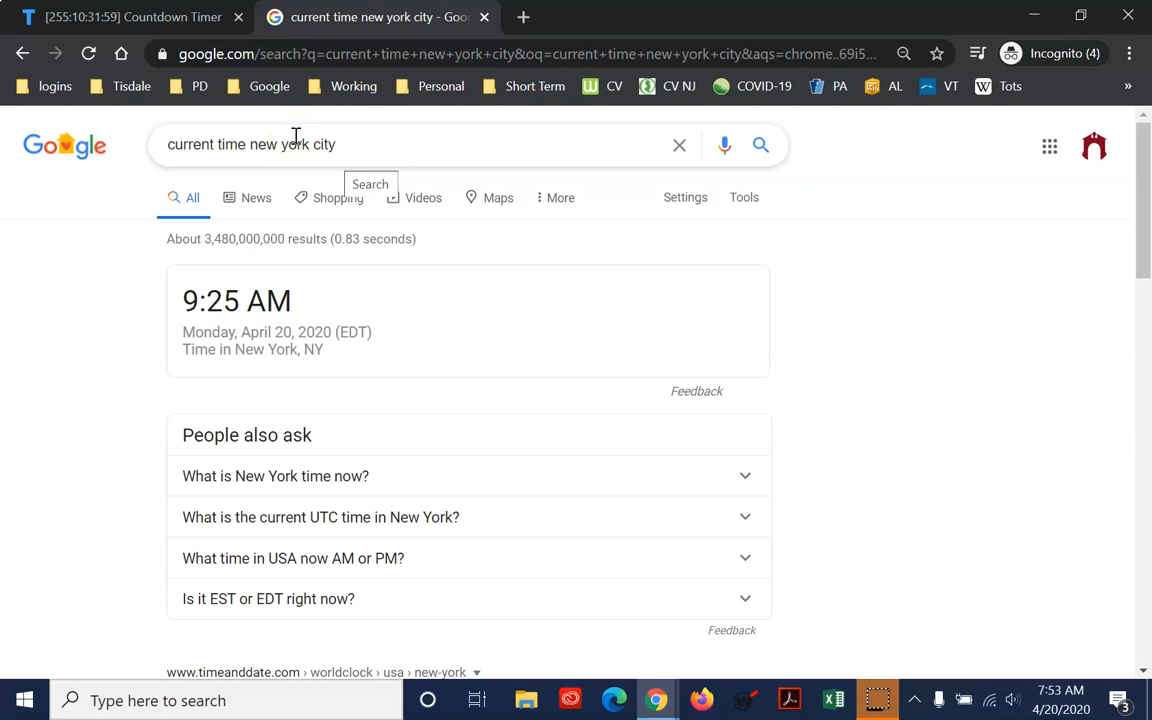 [255:10:31:59] Countdown Timer
current time new york city - Goo
google.com/search?q=current+time+new+york+city&oq=current+time+new+york+city&aqs=chrome..69i5...
Incognito (4)
logins Tisdale PD Google Working Personal Short Term CV CV NJ COVID-19 PA AL VT Tots »
Google
current time new york city
Search
All News Shopping Videos Maps More Settings Tools
About 3,480,000,000 results (0.83 seconds)
9:25 AM
Monday, April 20, 2020 (EDT)
Time in New York, NY
Feedback
People also ask
What is New York time now?
What is the current UTC time in New York?
What time in USA now AM or PM?
Is it EST or EDT right now?
Feedback
www.timeanddate.com › worldclock › usa › new-york
Type here to search
7:53 AM
4/20/2020
3